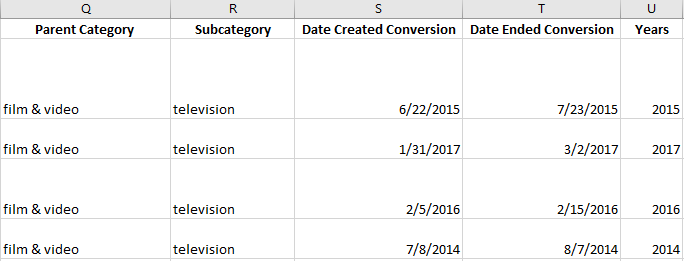 Q R S T U
Parent Category Subcategory Date Created Conversion Date Ended Conversion Years
film & video television 6/22/2015 7/23/2015 2015
film & video television 1/31/2017 3/2/2017 2017
film & video television 2/5/2016 2/15/2016 2016
film & video television 7/8/2014 8/7/2014 2014